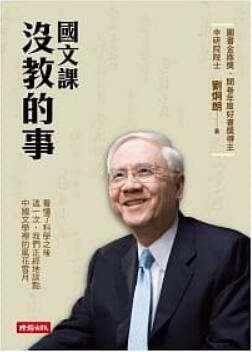 國文課
沒教的事
圖書金鼎獎、開卷年度好書獎得主
中研院院士
劉炯朗
著
看懂了科學之後
這一次，我們正經地談點
中國文學裡的風花雪月
時報出版